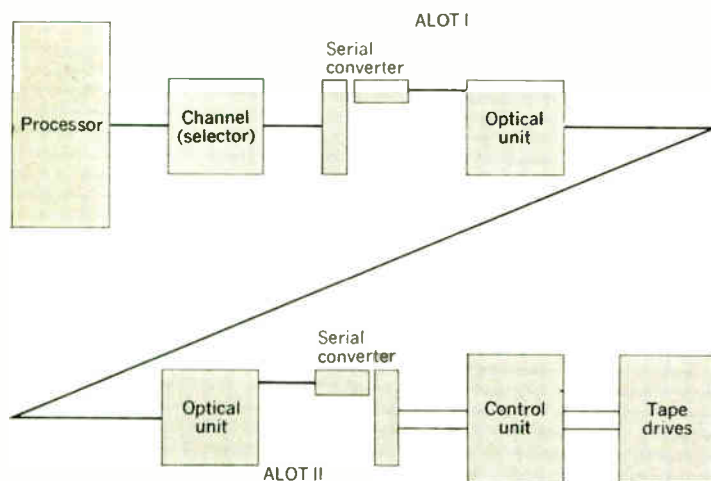 ALOT I
Serial
converter
Processor
Channel
(selector)
Optical
unit
Serial
converter
Optical
unit
Control
unit
Tape
drives
ALOT II